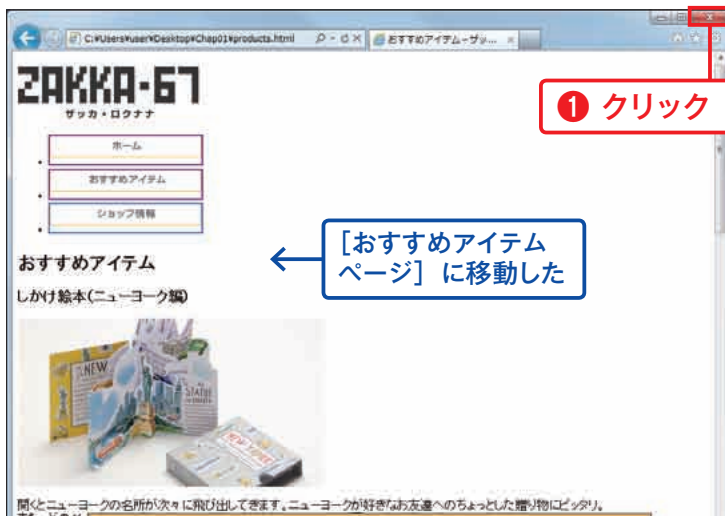 C:¥Users¥user¥Desktop¥Chap01¥products.html
おすすめアイテム-ザッ...
ZAKKA-67
ザッカ・ロクナナ
❶ クリック
ホーム
おすすめアイテム
ショップ情報
[おすすめアイテム
ページ]に移動した
おすすめアイテム
しかけ絵本(ニューヨーク編)
NEW
STATUE
NEW YORK
開くとニューヨークの名所が次々に飛び出してきます。ニューヨークが好きなお友達へのちょっとした贈り物にピッタリ。